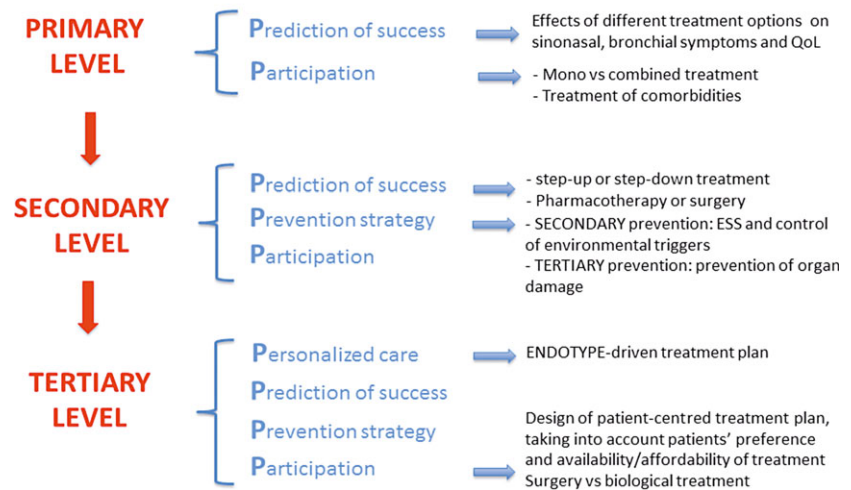 PRIMARY
LEVEL
Prediction of success
Effects of different treatment options on
sinonasal, bronchial symptoms and QoL
Participation
- Mono vs combined treatment
- Treatment of comorbidities
SECONDARY
LEVEL
Prediction of success
- step-up or step-down treatment
- Pharmacotherapy or surgery
Prevention strategy
- SECONDARY prevention: ESS and control
of environmental triggers
Participation
- TERTIARY prevention: prevention of organ
damage
TERTIARY
LEVEL
Personalized care
ENDOTYPE-driven treatment plan
Prediction of success
Prevention strategy
Participation
Design of patient-centred treatment plan,
taking into account patients’ preference
and availability/affordability of treatment
Surgery vs biological treatment